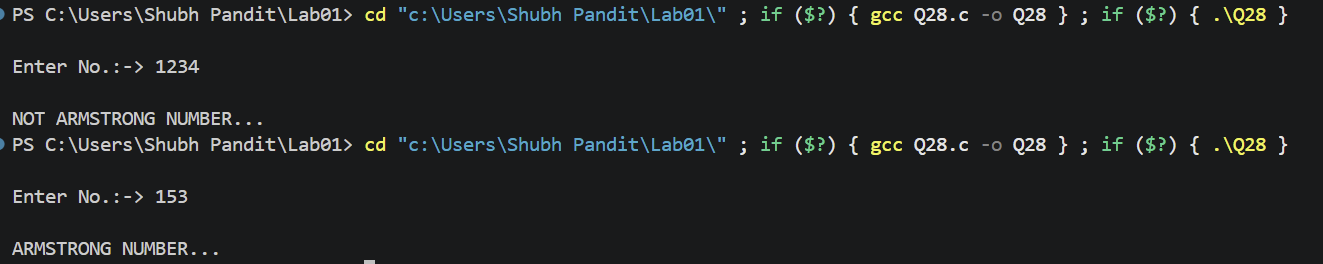 PS C:\Users\Shubh Pandit\Lab01> cd "c:\Users\Shubh Pandit\Lab01\" ; if ($?) { gcc Q28.c -o Q28 } ; if ($?) { .\Q28 }
Enter No.:-> 1234
NOT ARMSTRONG NUMBER...
PS C:\Users\Shubh Pandit\Lab01> cd "c:\Users\Shubh Pandit\Lab01\" ; if ($?) { gcc Q28.c -o Q28 } ; if ($?) { .\Q28 }
Enter No.:-> 153
ARMSTRONG NUMBER...